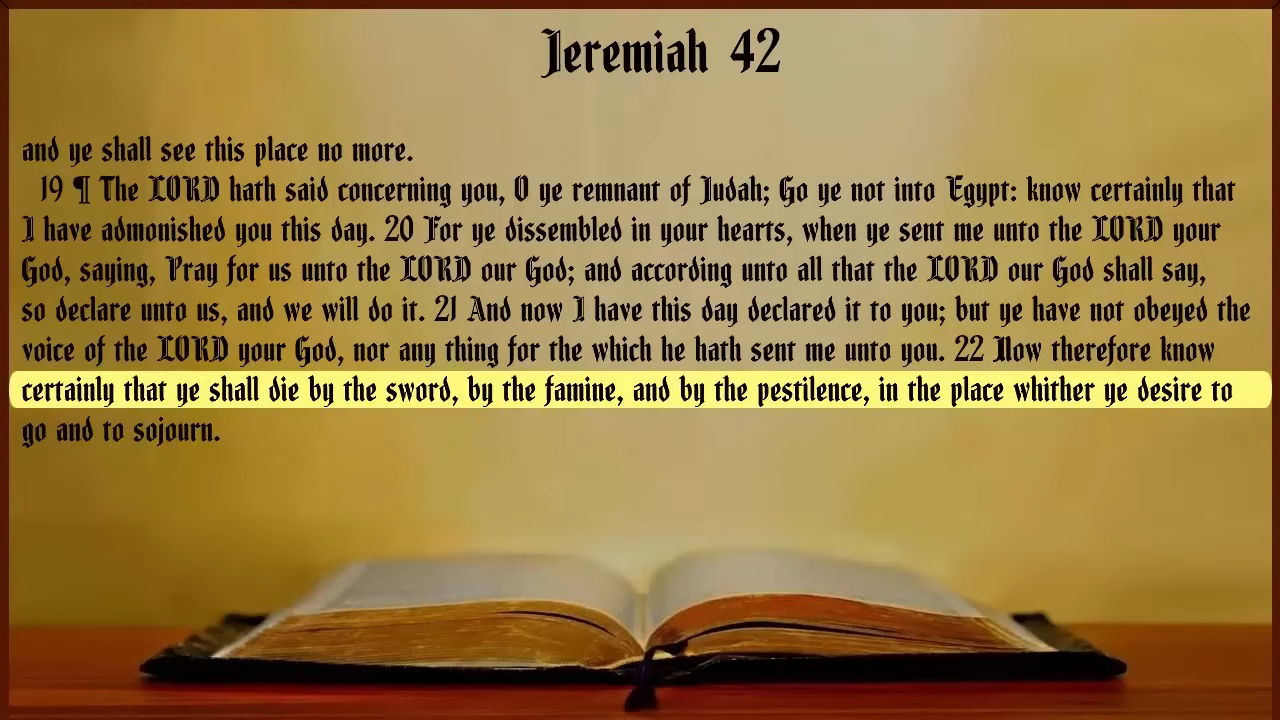 Jeremiah 42
and ye shall see this place no more.
19 ¶ The LORD hath said concerning you, O ye remnant of Judah; Go ye not into Egypt: know certainly that
I have admonished you this day. 20 For ye dissembled in your hearts, when ye sent me unto the LORD your
God, saying, Pray for us unto the LORD our God; and according unto all that the LORD our God shall say,
so declare unto us, and we will do it. 21 And now I have this day declared it to you; but ye have not obeyed the
voice of the LORD your God, nor any thing for the which he hath sent me unto you. 22 Now therefore know
certainly that ye shall die by the sword, by the famine, and by the pestilence, in the place whither ye desire to
go and to sojourn.